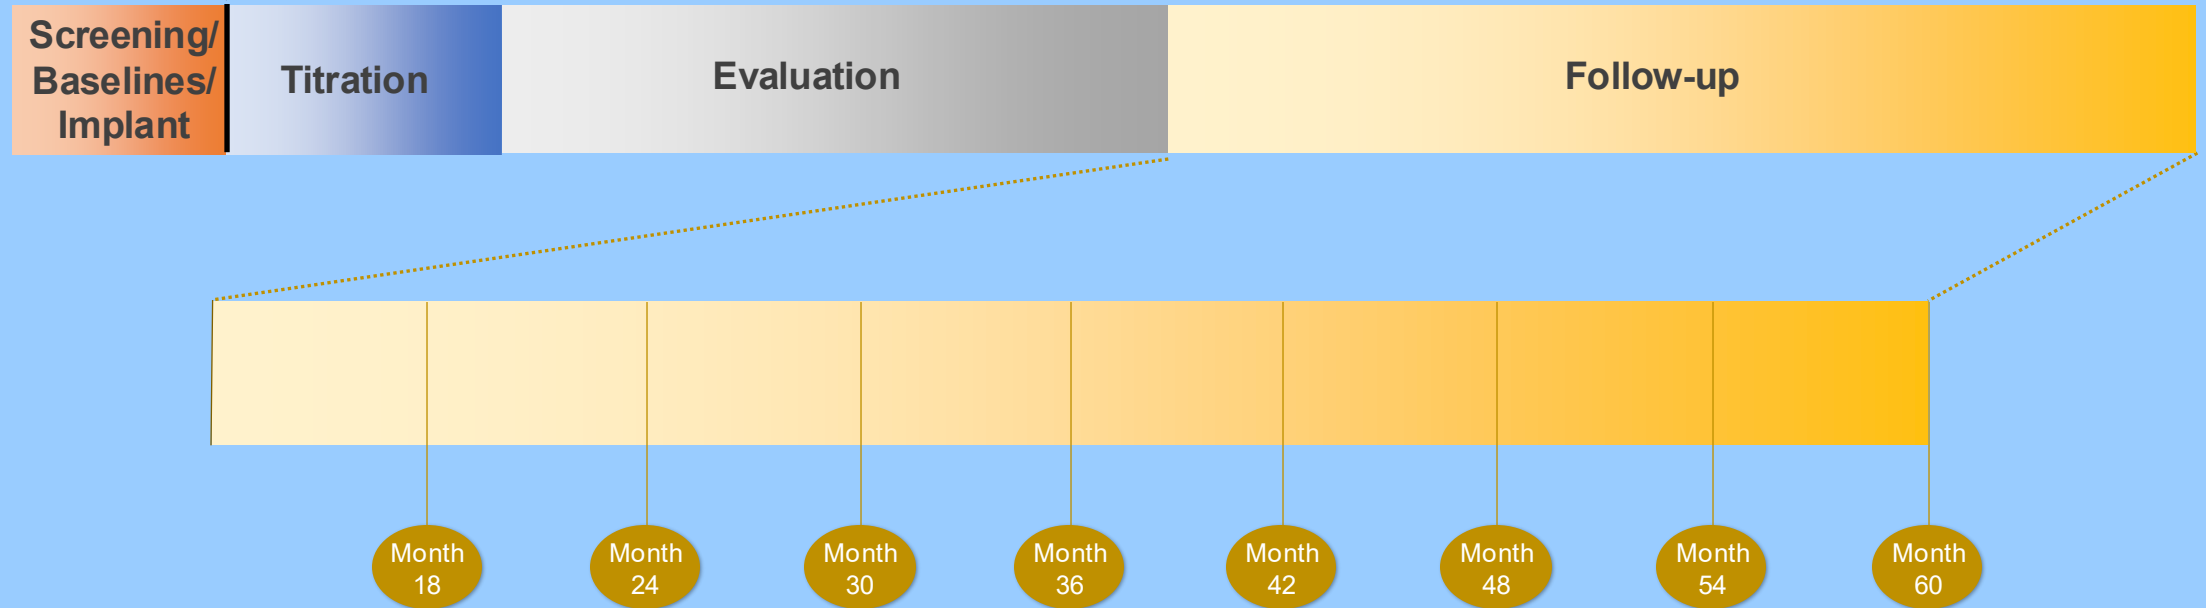 Screening/
Baselines/
Implant
Titration
Evaluation
Follow-up
Month
18
Month
24
Month
30
Month
36
Month
42
Month
48
Month
54
Month
60